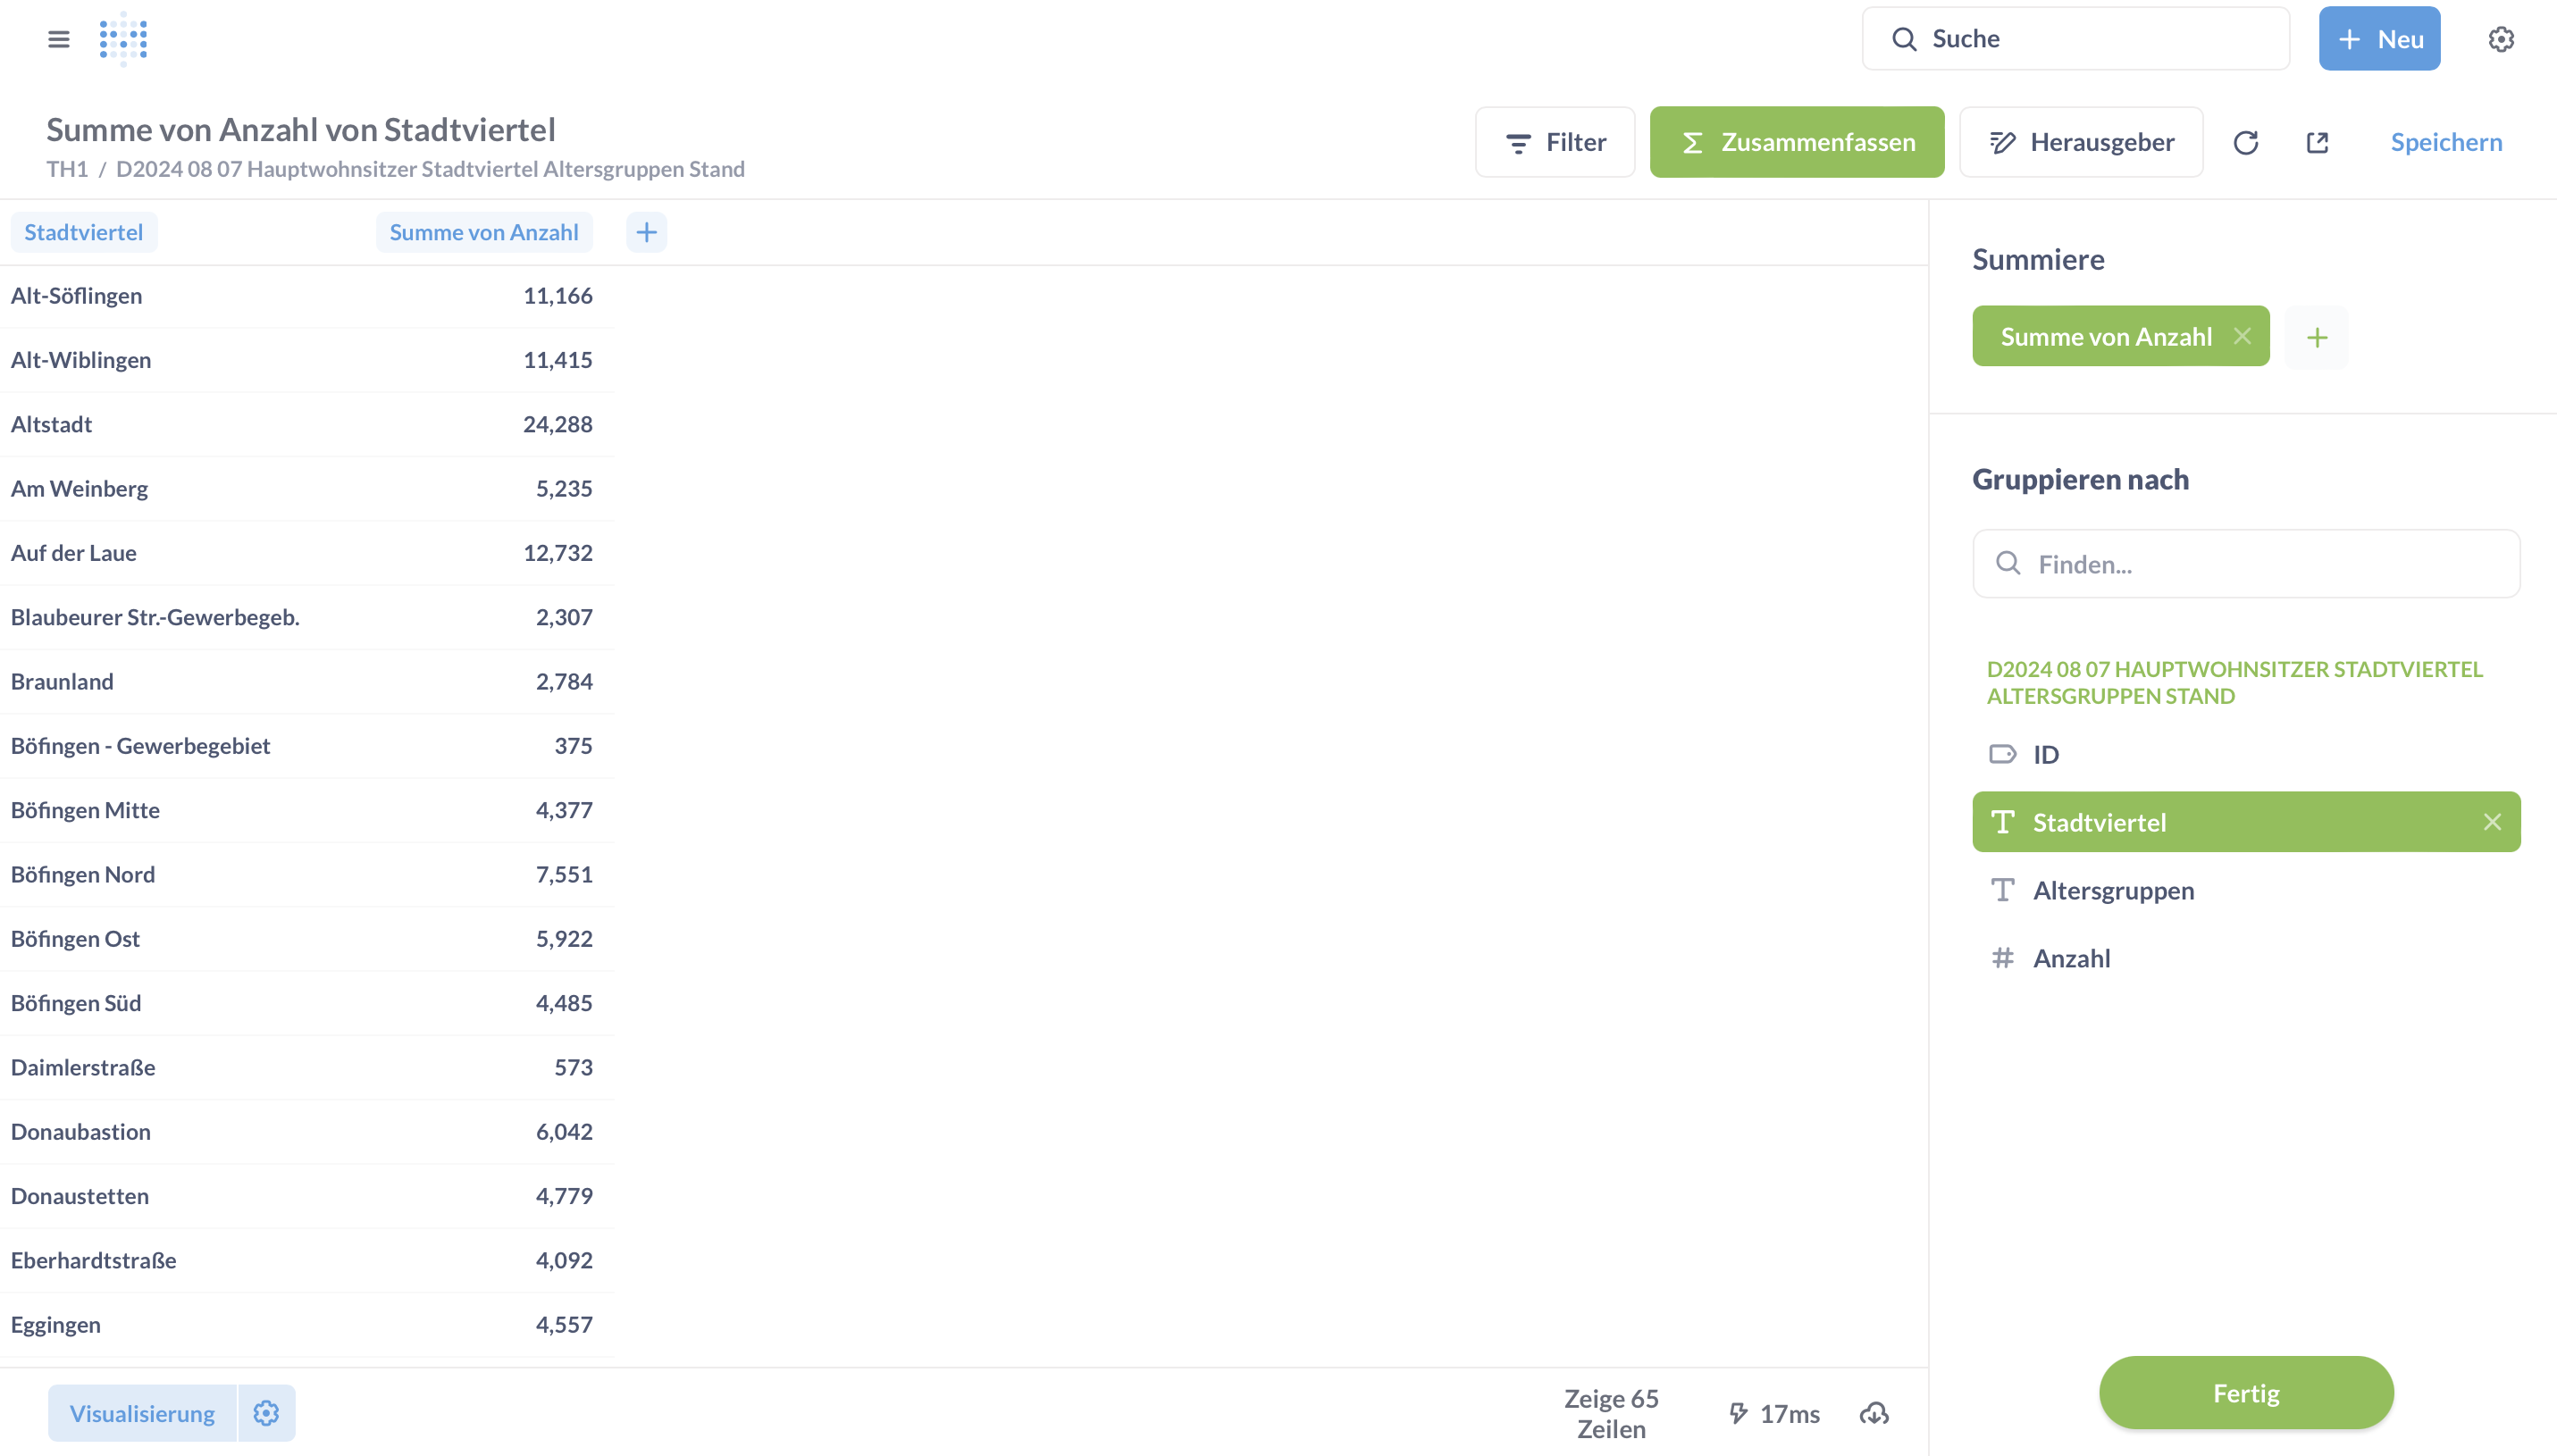 Suche
Neu
Summe von Anzahl von Stadtviertel
TH1 / D2024 08 07 Hauptwohnsitzer Stadtviertel Altersgruppen Stand
Filter
Zusammenfassen
Herausgeber
Speichern
Stadtviertel Summe von Anzahl
Alt-Söflingen 11,166
Alt-Wiblingen 11,415
Altstadt 24,288
Am Weinberg 5,235
Auf der Laue 12,732
Blaubeurer Str.-Gewerbegeb. 2,307
Braunland 2,784
Böfingen - Gewerbegebiet 375
Böfingen Mitte 4,377
Böfingen Nord 7,551
Böfingen Ost 5,922
Böfingen Süd 4,485
Daimlerstraße 573
Donaubastion 6,042
Donaustetten 4,779
Eberhardtstraße 4,092
Eggingen 4,557
Visualisierung
Zeige 65
Zeilen
17ms
Summiere
Summe von Anzahl
Gruppieren nach
Finden...
D2024 08 07 HAUPTWOHNSITZER STADTVIERTEL
ALTERSGRUPPEN STAND
ID
Stadtviertel
Altersgruppen
Anzahl
Fertig